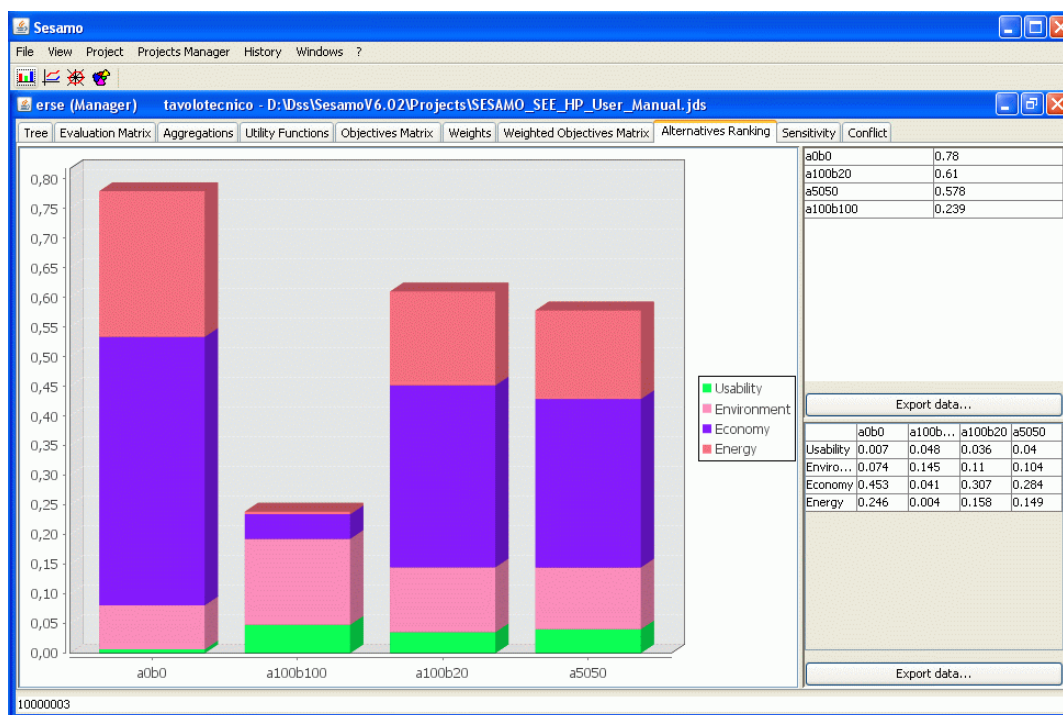 Sesamo
File View Project Projects Manager History Windows ?
erse (Manager) tavolotecnico - D:\Dss\SesamoV6.02\Projects\SESAMO_SEE_HP_User_Manual.jds
Tree Evaluation Matrix Aggregations Utility Functions Objectives Matrix Weights Weighted Objectives Matrix Alternatives Ranking Sensitivity Conflict
0,80
0,75
0,70
0,65
0,60
0,55
0,50
0,45
0,40
0,35
0,30
0,25
0,20
0,15
0,10
0,05
0,00
a0b0 a100b100 a100b20 a5050
Usability
Environment
Economy
Energy
a0b0 0.78
a100b20 0.61
a5050 0.578
a100b100 0.239
Export data...
a0b0 a100b... a100b20 a5050
Usability 0.007 0.048 0.036 0.04
Enviro... 0.074 0.145 0.11 0.104
Economy 0.453 0.041 0.307 0.284
Energy 0.246 0.004 0.158 0.149
Export data...
10000003